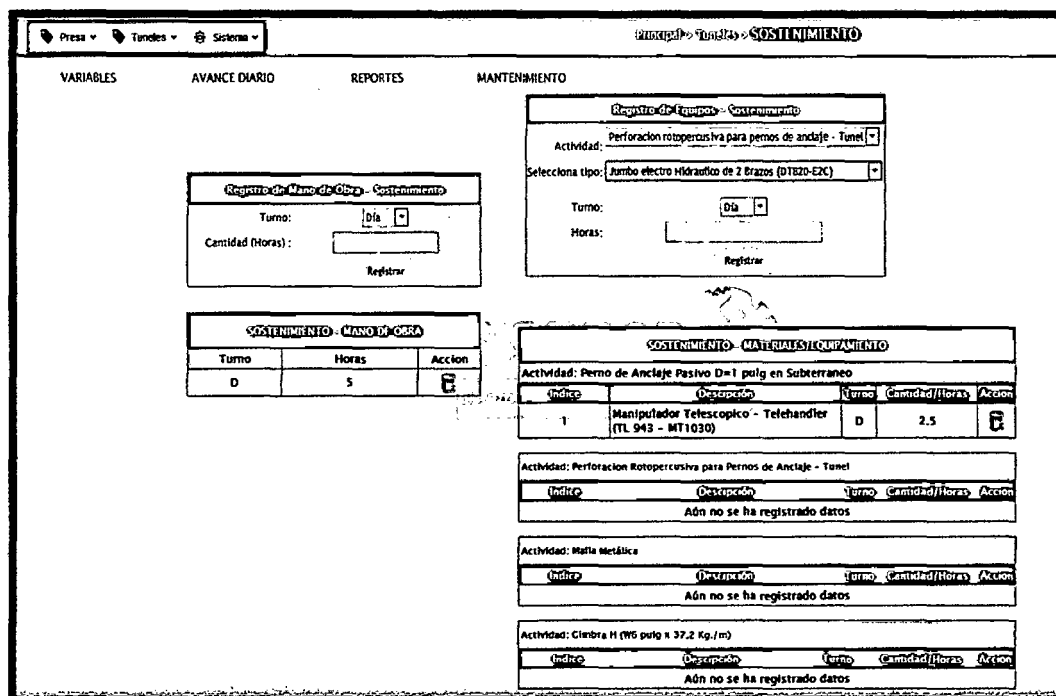 Presa Tuneles Sistema
Principal > Tuneles > SOSTENIMIENTO
VARIABLES AVANCE DIARIO REPORTES MANTENIMIENTO
Registro de Equipos - Sostenimiento
Actividad: Perforacion rotopercusiva para pernos de anclaje - Tunel
Selecciona tipo: Jumbo electro Hidraulico de 2 Brazos (DT820-E2C)
Turno: Día
Horas:
Registrar
Registro de Mano de Obra - Sostenimiento
Turno: Día
Cantidad (Horas) :
Registrar
SOSTENIMIENTO - MANO DE OBRA
Turno Horas Accion
D 5
SOSTENIMIENTO - MATERIALES/EQUIPAMIENTO
Actividad: Perno de Anclaje Pasivo D=1 pulg en Subterraneo
Indice Descripción Turno Cantidad/Horas Accion
1 Manipulador Telescopico - Telehandler (TL 943 - MT1030) D 2.5
Actividad: Perforacion Rotopercusiva para Pernos de Anclaje - Tunel
Indice Descripción Turno Cantidad/Horas Accion
Aún no se ha registrado datos
Actividad: Malla Metálica
Indice Descripción Turno Cantidad/Horas Accion
Aún no se ha registrado datos
Actividad: Cimbra H (W6 pulg x 37.2 Kg./m)
Indice Descripción Turno Cantidad/Horas Accion
Aún no se ha registrado datos